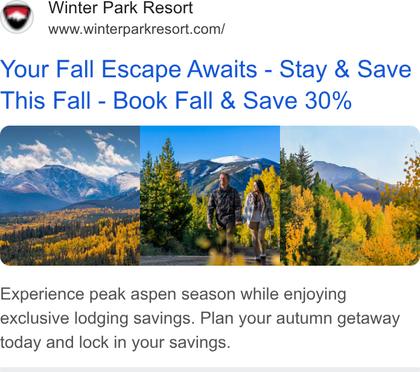 Winter Park Resort
www.winterparkresort.com/
Your Fall Escape Awaits - Stay & Save
This Fall - Book Fall & Save 30%
Experience peak aspen season while enjoying
exclusive lodging savings. Plan your autumn getaway
today and lock in your savings.